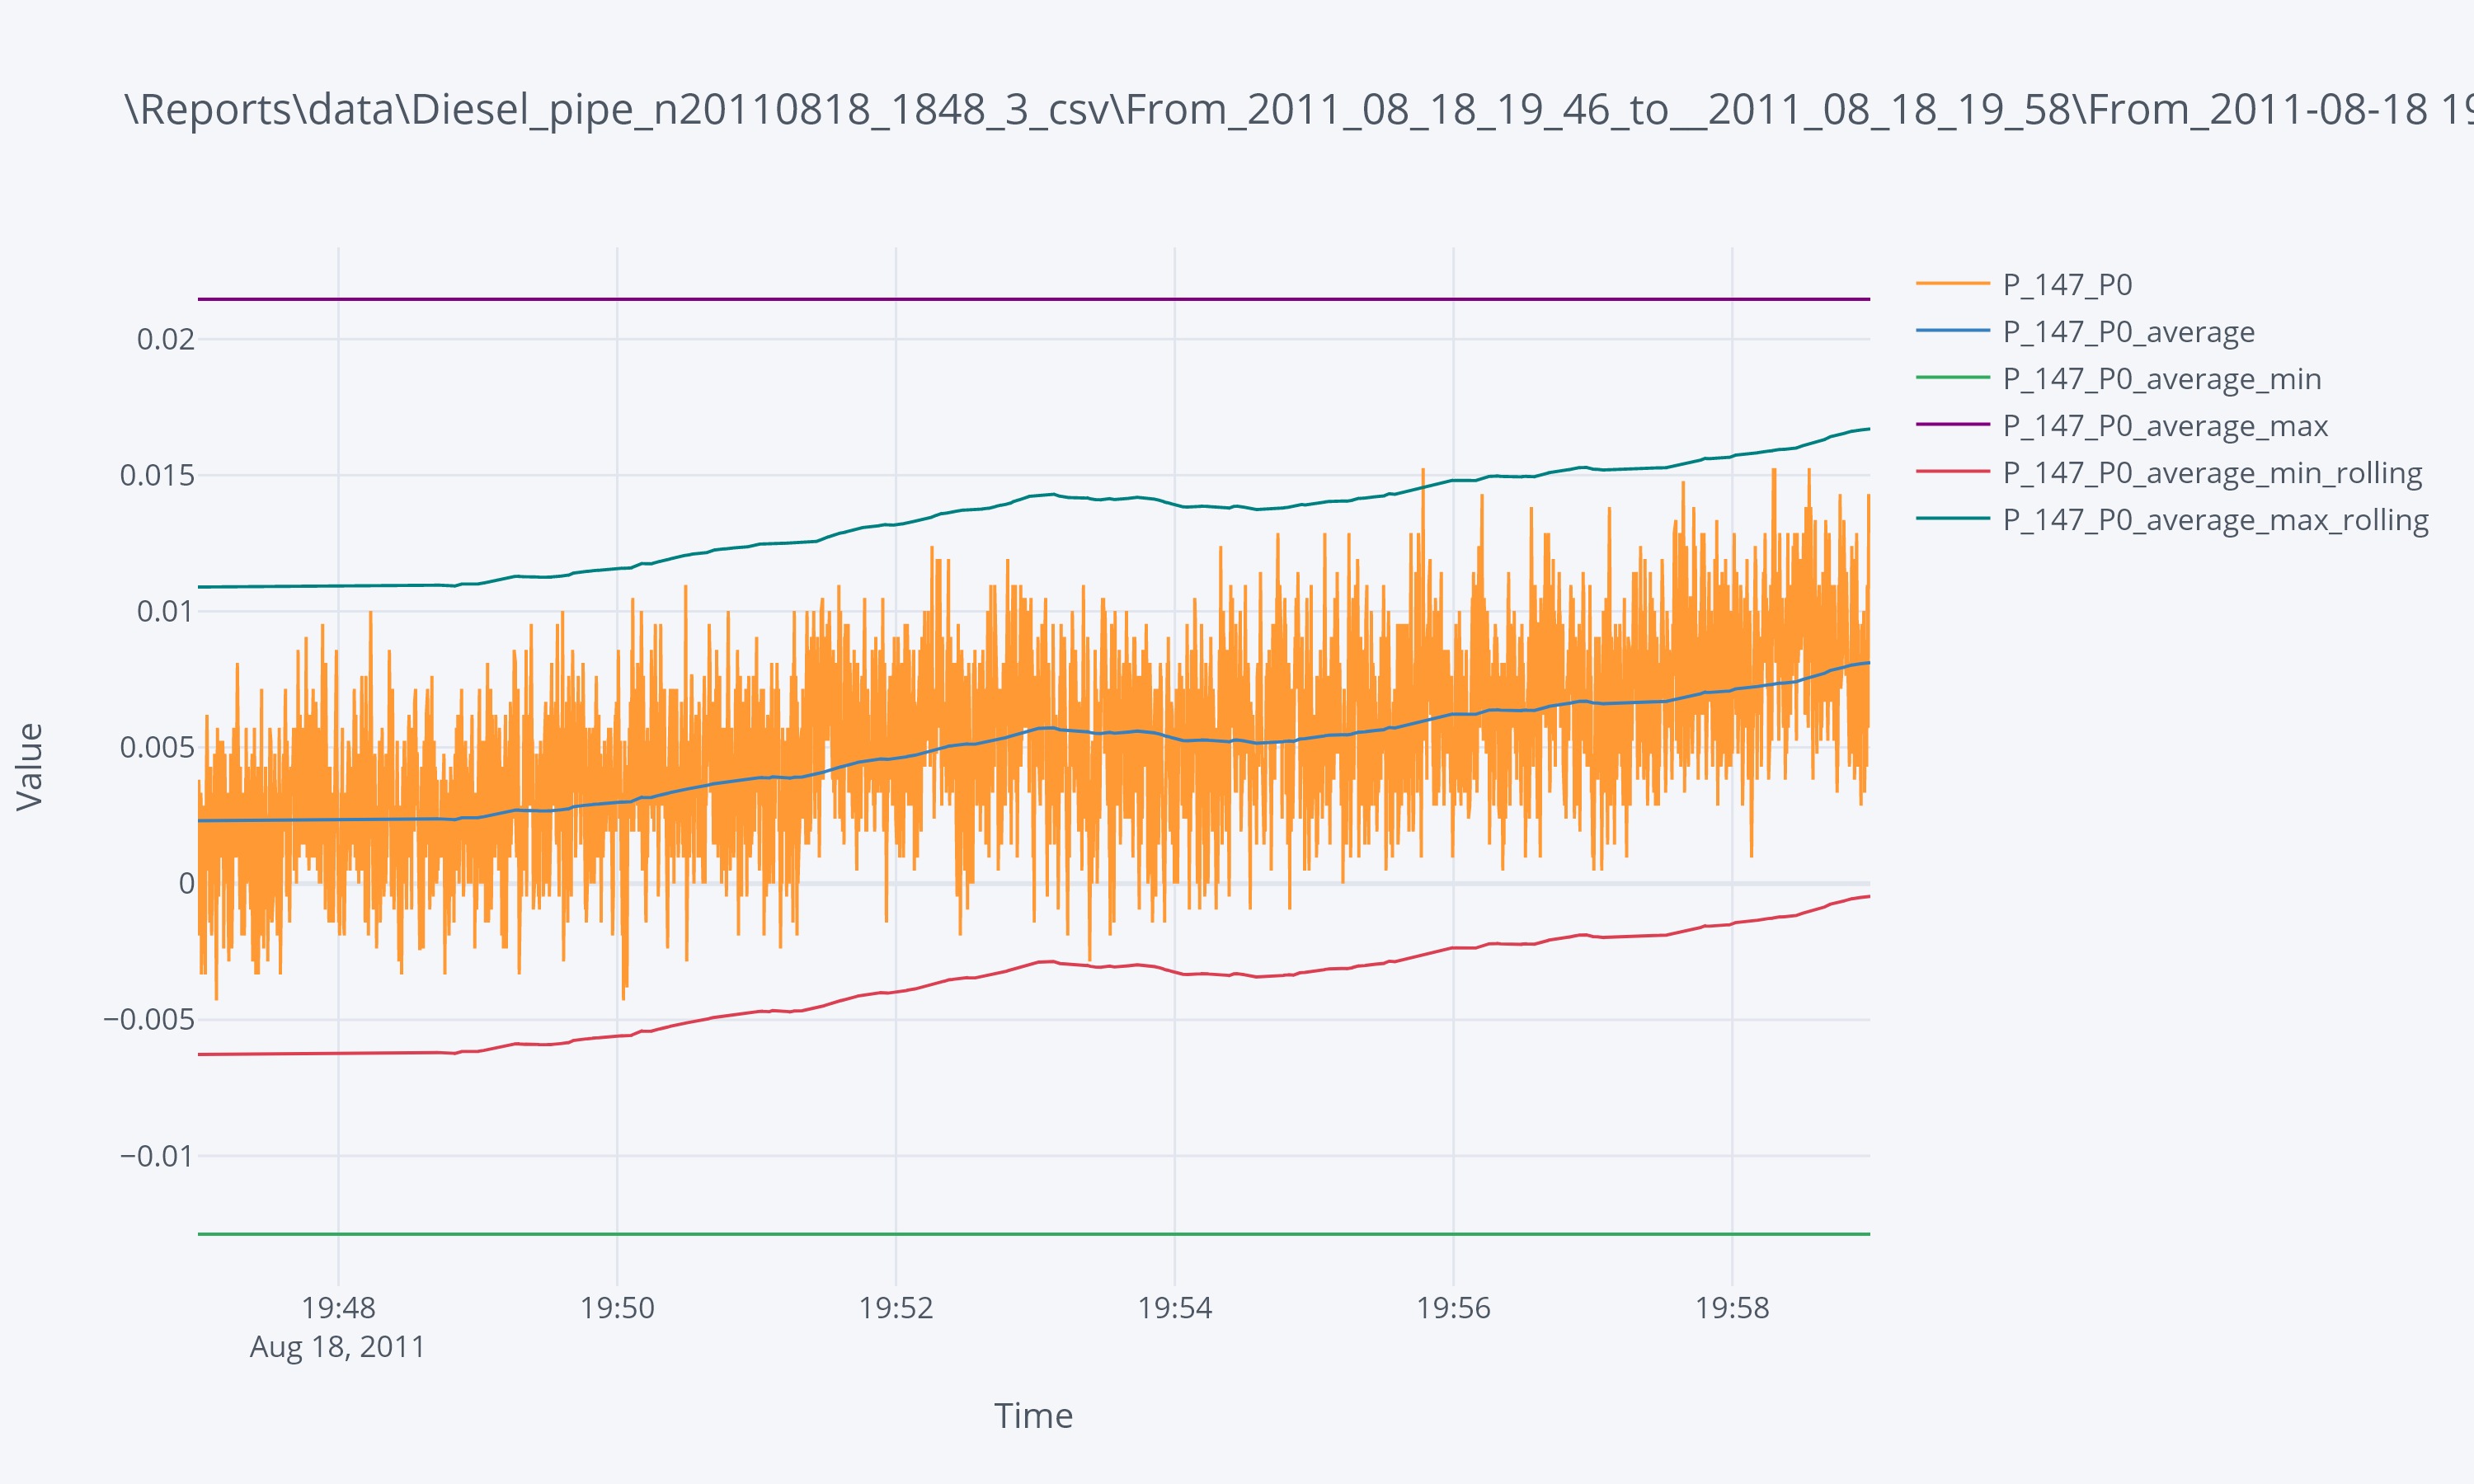 \Reports\data\Diesel_pipe_n20110818_1848_3_csv\From_2011_08_18_19_46_to__2011_08_18_19_58\From_2011-08-18 19
P_147_P0
P_147_P0_average
P_147_P0_average_min
P_147_P0_average_max
P_147_P0_average_min_rolling
P_147_P0_average_max_rolling
Value
0.02
0.015
0.01
0.005
0
−0.005
−0.01
19:48 19:50 19:52 19:54 19:56 19:58
Aug 18, 2011
Time